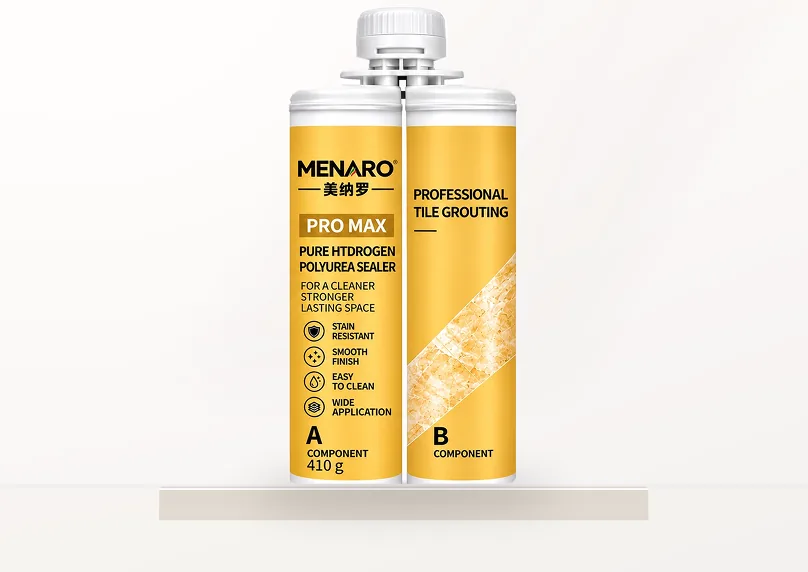 MENARO®
美纳罗
PRO MAX
PURE HTDROGEN
POLYUREA SEALER
FOR A CLEANER
STRONGER
LASTING SPACE
STAIN
RESISTANT
SMOOTH
FINISH
EASY
TO CLEAN
WIDE
APPLICATION
A
COMPONENT
410 g
PROFESSIONAL
TILE GROUTING
B
COMPONENT